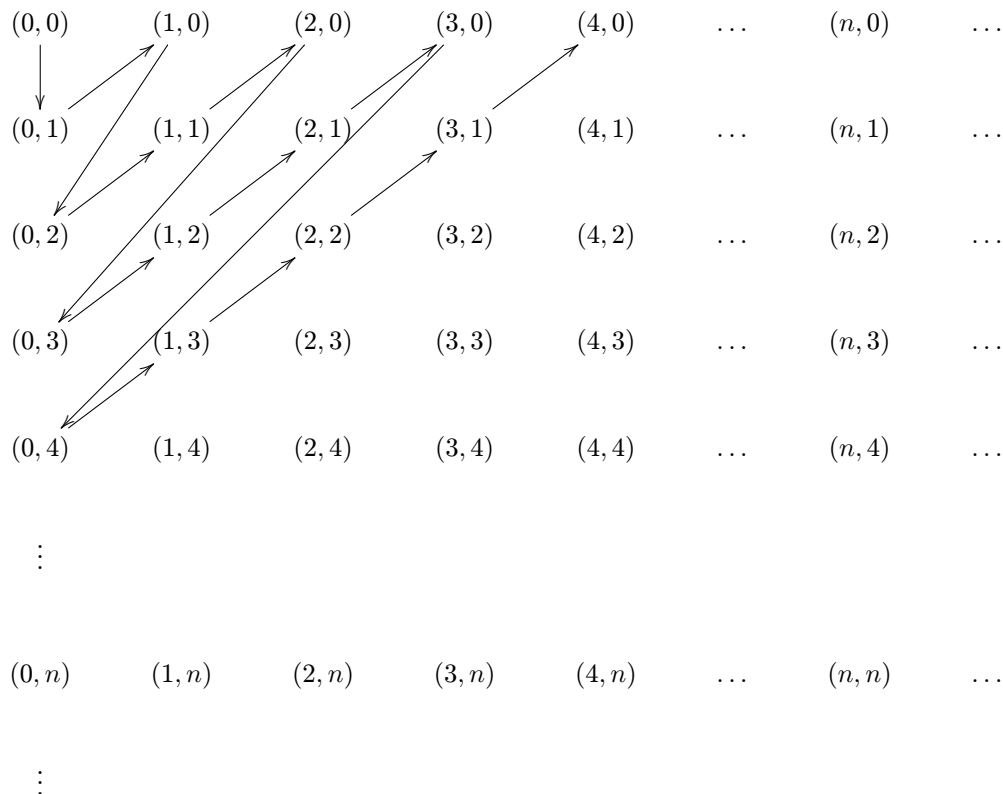 (0, 0) (1, 0) (2, 0) (3, 0) (4, 0) ... (n, 0) ...
(0, 1) (1, 1) (2, 1) (3, 1) (4, 1) ... (n, 1) ...
(0, 2) (1, 2) (2, 2) (3, 2) (4, 2) ... (n, 2) ...
(0, 3) (1, 3) (2, 3) (3, 3) (4, 3) ... (n, 3) ...
(0, 4) (1, 4) (2, 4) (3, 4) (4, 4) ... (n, 4) ...
⋮
(0, n) (1, n) (2, n) (3, n) (4, n) ... (n, n) ...
⋮